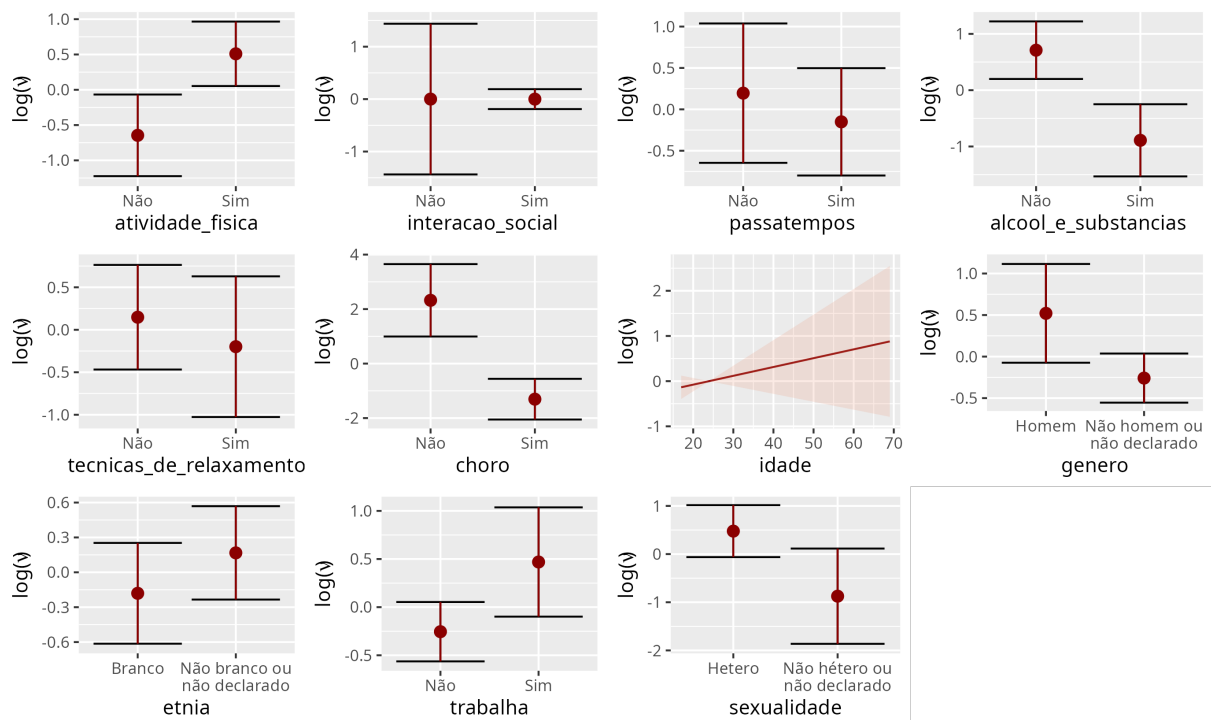 log(ν)
1.0
0.5
0.0
-0.5
-1.0
Não Sim
atividade_fisica
log(ν)
1
0
-1
Não Sim
interacao_social
log(ν)
1.0
0.5
0.0
-0.5
Não Sim
passatempos
log(ν)
1
0
-1
Não Sim
alcool_e_substancias
log(ν)
0.5
0.0
-0.5
-1.0
Não Sim
tecnicas_de_relaxamento
log(ν)
4
2
0
-2
Não Sim
choro
log(ν)
2
1
0
-1
20 30 40 50 60 70
idade
log(ν)
1.0
0.5
0.0
-0.5
Homem Não homem ou
não declarado
genero
log(ν)
0.6
0.3
0.0
-0.3
-0.6
Branco Não branco ou
não declarado
etnia
log(ν)
1.0
0.5
0.0
-0.5
Não Sim
trabalha
log(ν)
1
0
-1
-2
Hetero Não hétero ou
não declarado
sexualidade